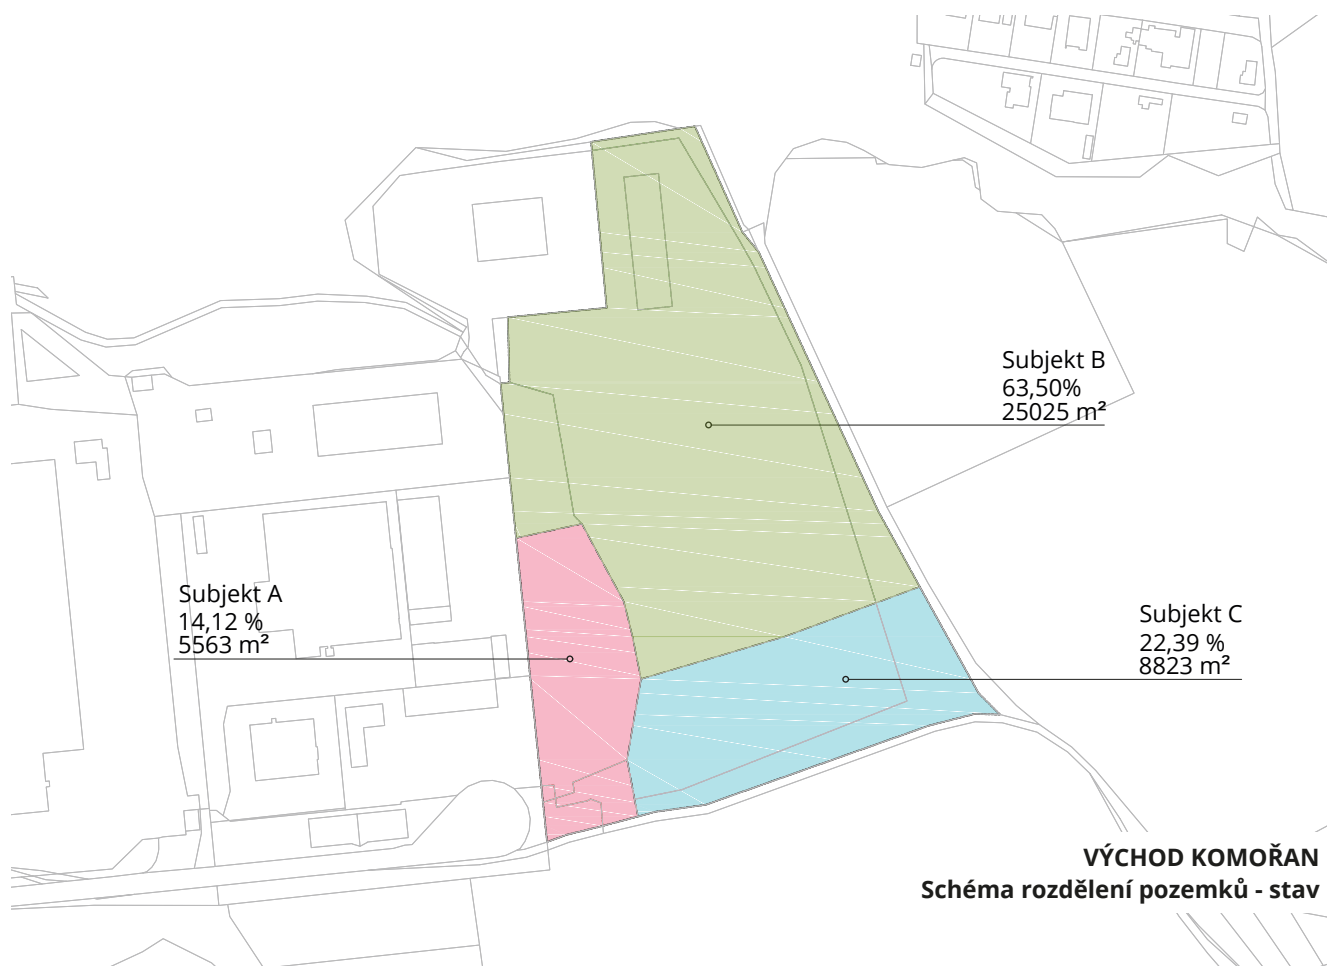 Subjekt B
63,50%
25025 m²
Subjekt A
14,12 %
5563 m²
Subjekt C
22,39 %
8823 m²
VÝCHOD KOMOŘAN
Schéma rozdělení pozemků - stav